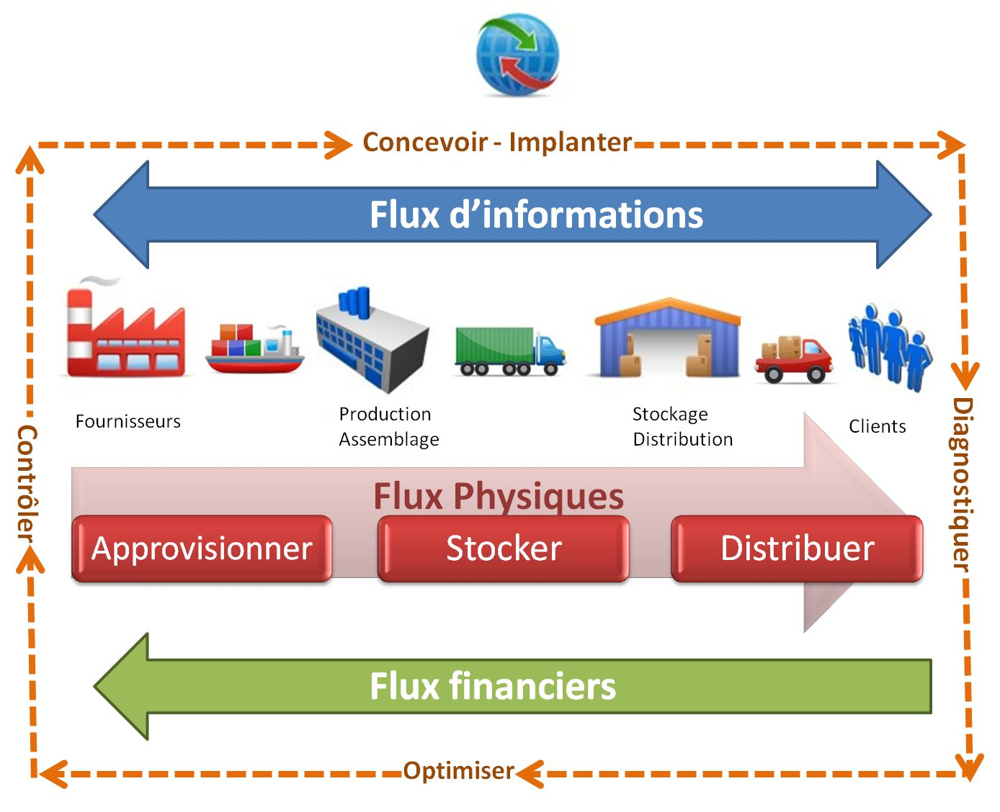 Concevoir - Implanter
Flux d’informations
Fournisseurs
Production
Assemblage
Stockage
Distribution
Clients
Contrôler
Diagnostiquer
Flux Physiques
Approvisionner
Stocker
Distribuer
Flux financiers
Optimiser